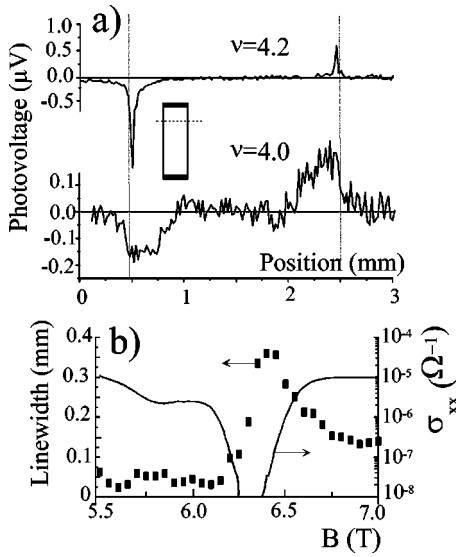 a)
ν=4.2
1.0
0.5
0.0
-0.5
Photovoltage (μV)
ν=4.0
0.1
0.0
-0.1
-0.2
Position (mm)
0 1 2 3
b)
Linewidth (mm)
0.4
0.3
0.2
0.1
0
10⁻⁴
10⁻⁵
10⁻⁶
10⁻⁷
10⁻⁸
σxx (Ω⁻¹)
5.5 6.0 6.5 7.0
B (T)